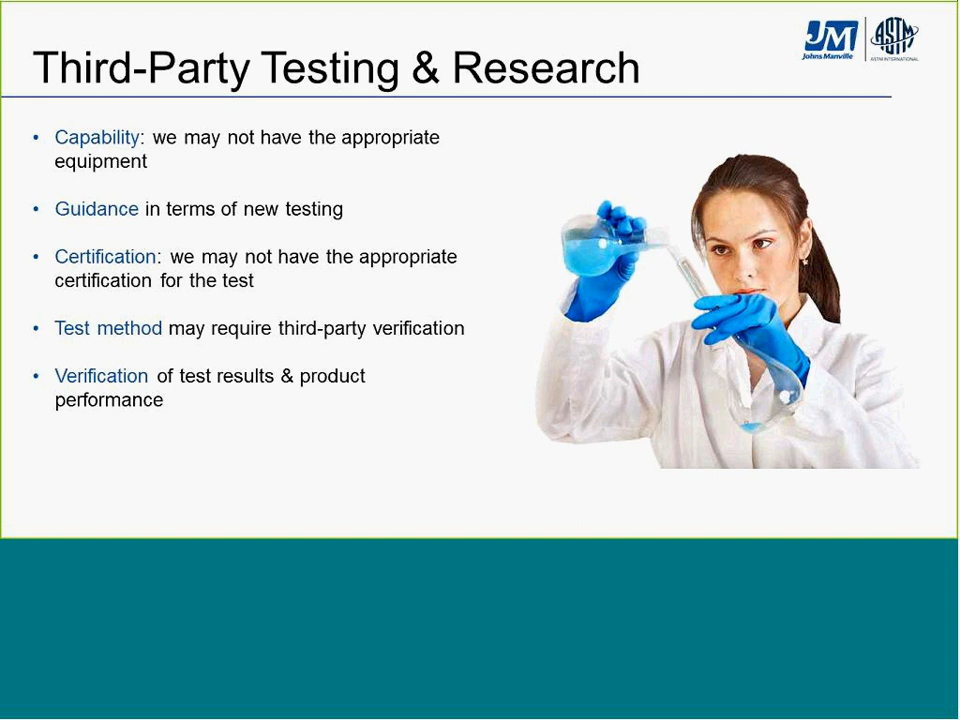 Third-Party Testing & Research
JM
Johns Manville
ASTM
ASTM INTERNATIONAL
• Capability: we may not have the appropriate
equipment
• Guidance in terms of new testing
• Certification: we may not have the appropriate
certification for the test
• Test method may require third-party verification
• Verification of test results & product
performance